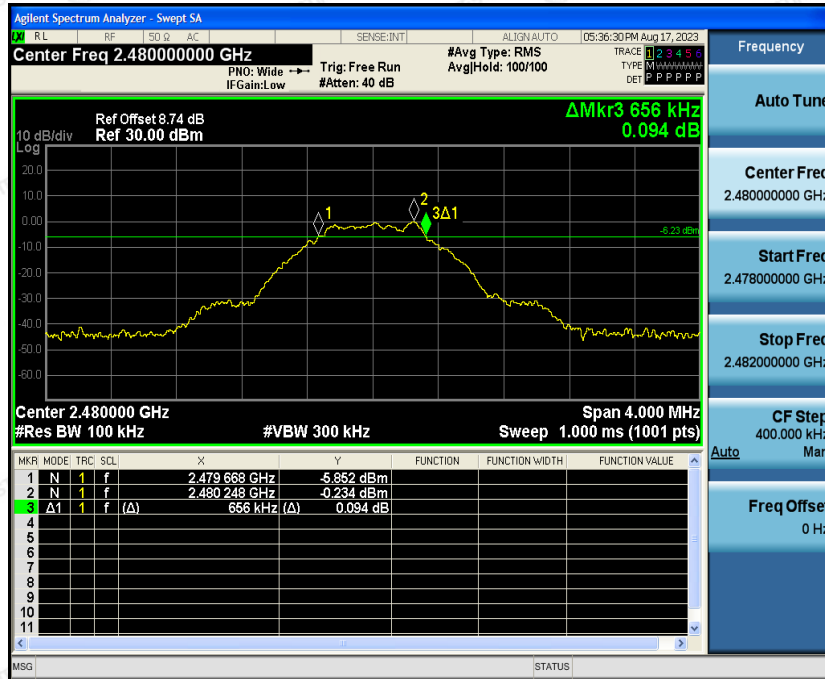 Agilent Spectrum Analyzer - Swept SA
LXI RL RF 50 Ω AC SENSE:INT ALIGN AUTO 05:36:30 PM Aug 17, 2023
Center Freq 2.480000000 GHz
PNO: Wide
IFGain:Low
Trig: Free Run
#Atten: 40 dB
#Avg Type: RMS
Avg|Hold: 100/100
TRACE 1 2 3 4 5 6
TYPE M
DET P P P P P P
ΔMkr3 656 kHz
0.094 dB
Ref Offset 8.74 dB
10 dB/div Ref 30.00 dBm
Log
20.0
10.0
0.00
-10.0
-20.0
-30.0
-40.0
-50.0
-60.0
1
2
3Δ1
-6.23 dBm
Center 2.480000 GHz Span 4.000 MHz
#Res BW 100 kHz #VBW 300 kHz Sweep 1.000 ms (1001 pts)
MKR MODE TRC SCL X Y FUNCTION FUNCTION WIDTH FUNCTION VALUE
1 N 1 f 2.479 668 GHz -5.852 dBm
2 N 1 f 2.480 248 GHz -0.234 dBm
3 Δ1 1 f (Δ) 656 kHz (Δ) 0.094 dB
4
5
6
7
8
9
10
11
MSG STATUS
Frequency
Auto Tune
Center Freq
2.480000000 GHz
Start Freq
2.478000000 GHz
Stop Freq
2.482000000 GHz
CF Step
400.000 kHz
Auto Man
Freq Offset
0 Hz